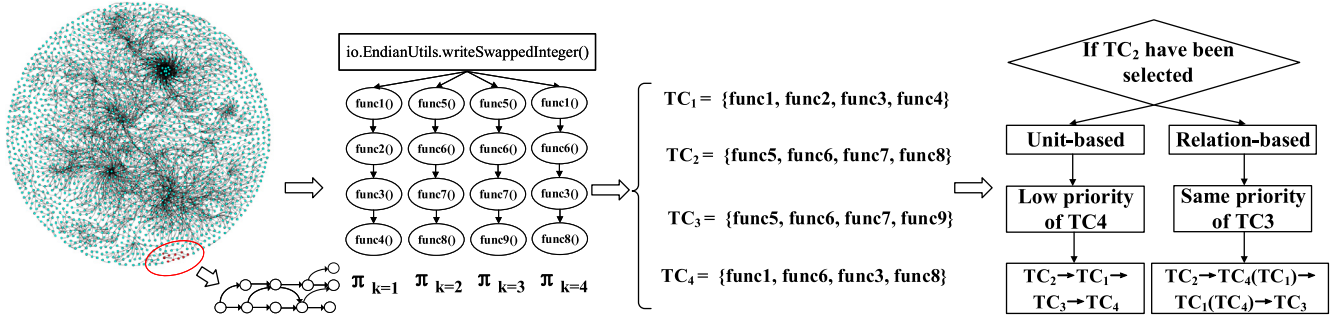 io.EndianUtils.writeSwappedInteger()
func1() func5() func5() func1()
func2() func6() func6() func6()
func3() func7() func7() func3()
func4() func8() func9() func8()
π k=1 π k=2 π k=3 π k=4
TC1 = {func1, func2, func3, func4}
TC2 = {func5, func6, func7, func8}
TC3 = {func5, func6, func7, func9}
TC4 = {func1, func6, func3, func8}
If TC2 have been
selected
Unit-based
Low priority
of TC4
TC2→TC1→
TC3→TC4
Relation-based
Same priority
of TC3
TC2→TC4(TC1)→
TC1(TC4)→TC3